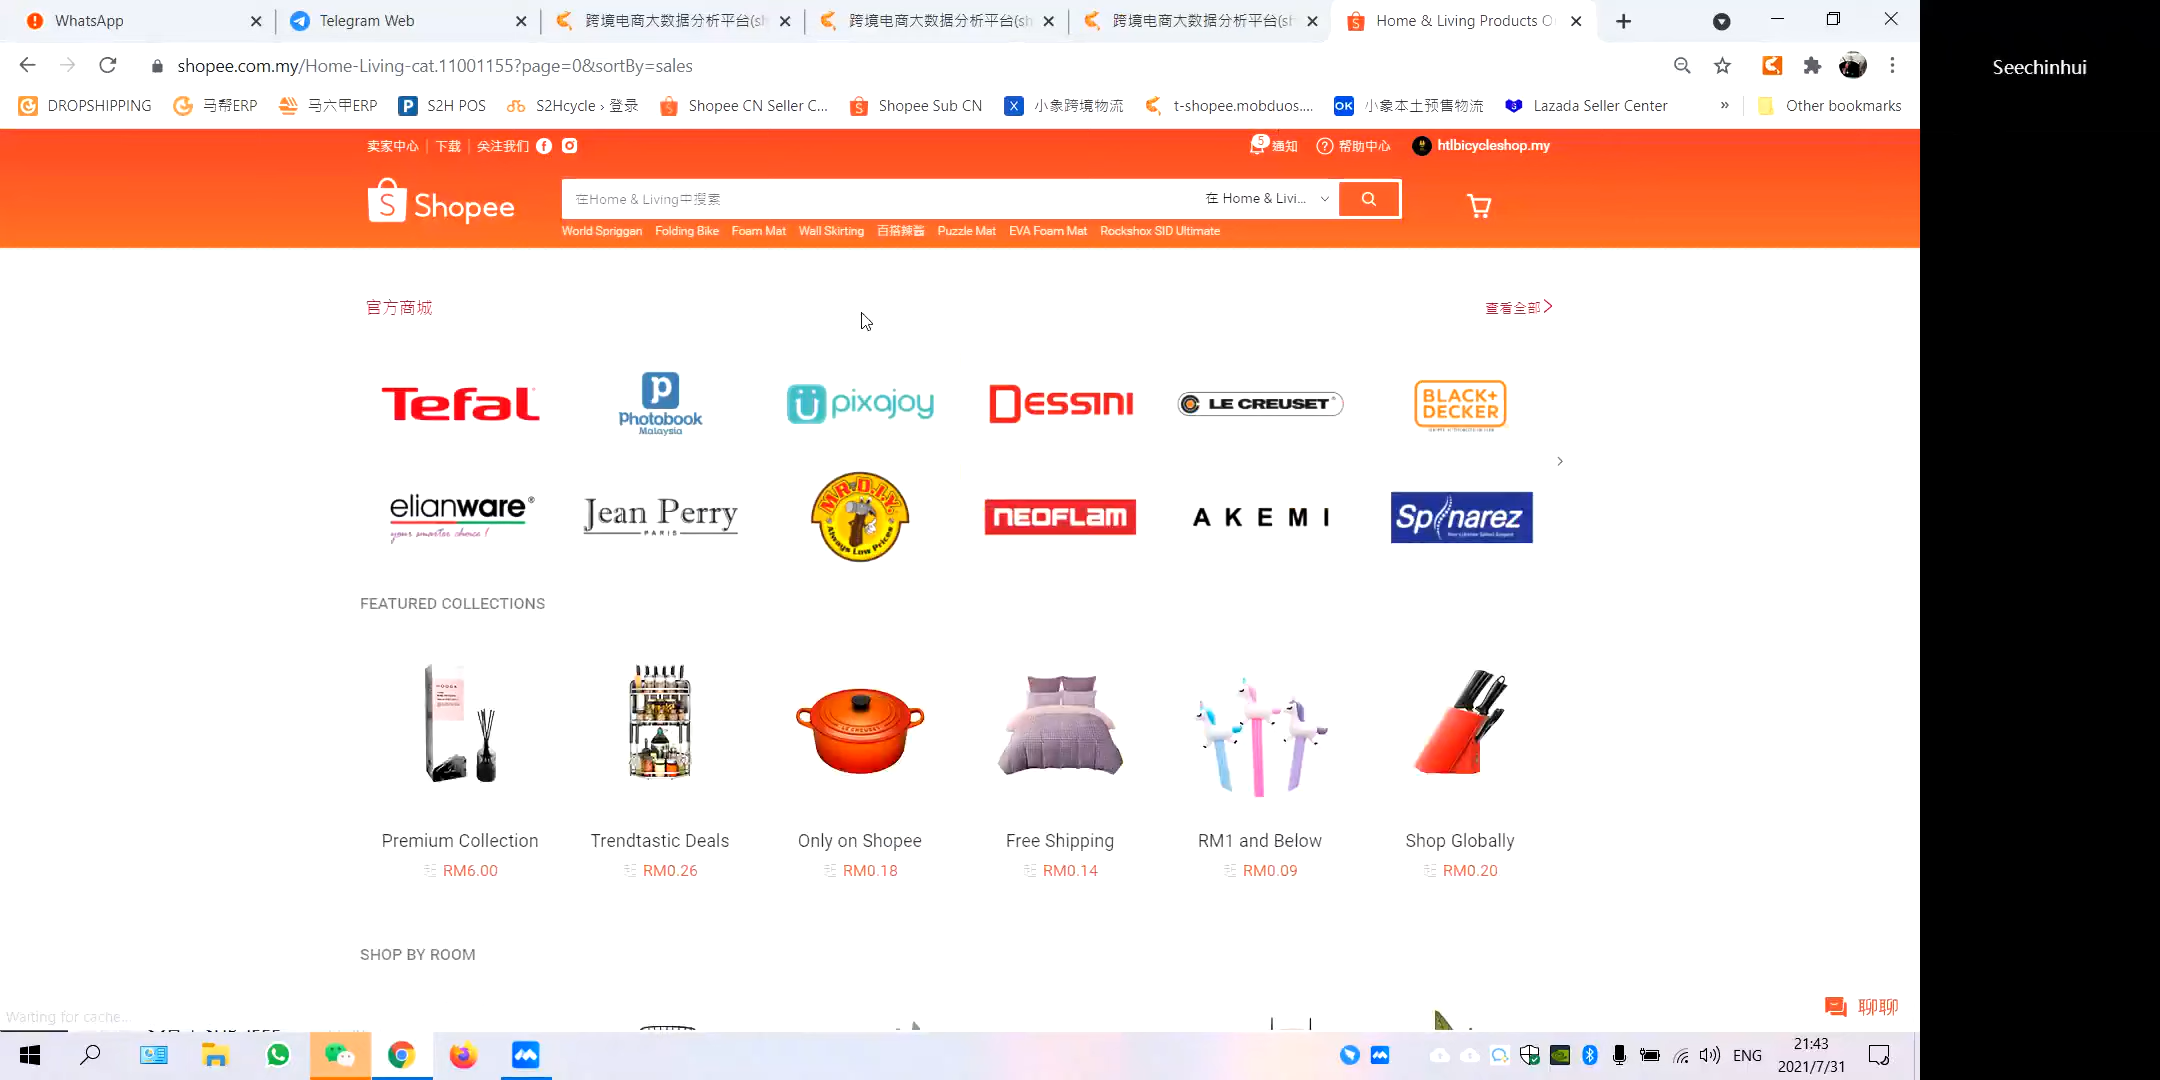 WhatsApp
Telegram Web
跨境电商大数据分析平台(sh
跨境电商大数据分析平台(sh
跨境电商大数据分析平台(sh
Home & Living Products O
shopee.com.my/Home-Living-cat.11001155?page=0&sortBy=sales
Seechinhui
DROPSHIPPING
马帮ERP
马六甲ERP
S2H POS
S2Hcycle › 登录
Shopee CN Seller C...
Shopee Sub CN
小象跨境物流
t-shopee.mobduos....
OK 小象本土预售物流
Lazada Seller Center
»
Other bookmarks
卖家中心 | 下载 | 关注我们
5 通知
帮助中心
htlbicycleshop.my
Shopee
在Home & Living中搜索
在 Home & Livi...
World Spriggan Folding Bike Foam Mat Wall Skirting 百搭辣酱 Puzzle Mat EVA Foam Mat Rockshox SID Ultimate
官方商城
查看全部
Tefal
Photobook
Malaysia
pixajoy
DESSINI
LE CREUSET
BLACK+
DECKER
elianware
your smarter choice !
Jean Perry
PARIS
MR.D.I.Y.
Always Low Prices
NEOFLAM
AKEMI
Spinarez
FEATURED COLLECTIONS
Premium Collection
RM6.00
Trendtastic Deals
RM0.26
Only on Shopee
RM0.18
Free Shipping
RM0.14
RM1 and Below
RM0.09
Shop Globally
RM0.20
SHOP BY ROOM
聊聊
Waiting for cache...
ENG
21:43
2021/7/31